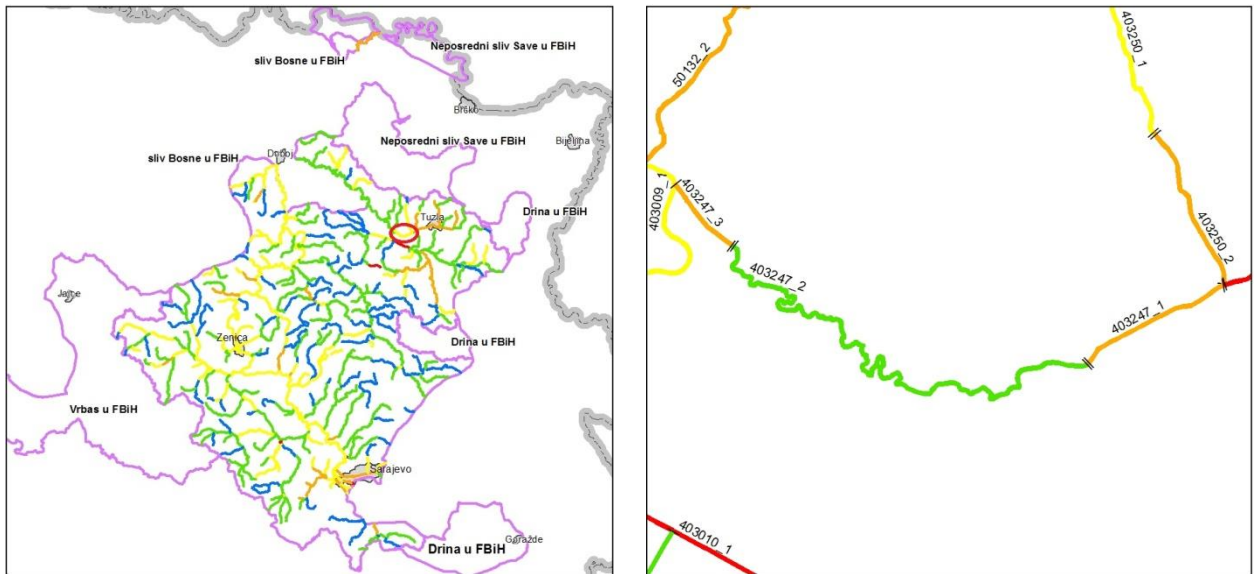 Neposredni sliv Save u FBiH
sliv Bosne u FBiH
Brčko
Bijeljina
Neposredni sliv Save u FBiH
sliv Bosne u FBiH
Doboj
Drina u FBiH
Tuzla
Jajce
Zenica
Drina u FBiH
Vrbas u FBiH
Sarajevo
Drina u FBiH
Goražde
403250_1
50132_2
403009_2
403247_3
403250_2
403247_2
403247_1
403010_1